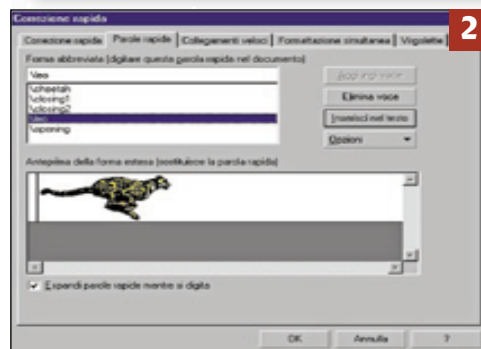 Correzione rapida
2
Correzione rapida Parole rapide Collegamenti veloci Formattazione simultanea Virgolette
Forma abbreviata (digitare questa parola rapida nel documento)
Aggiungi voce
\cheetah
\closing1
\closing2
\opening
Elimina voce
Inserisci nel testo
Opzioni
Anteprima della forma estesa (sostituisce la parola rapida)
Espandi parole rapide mentre si digita
OK Annulla ?